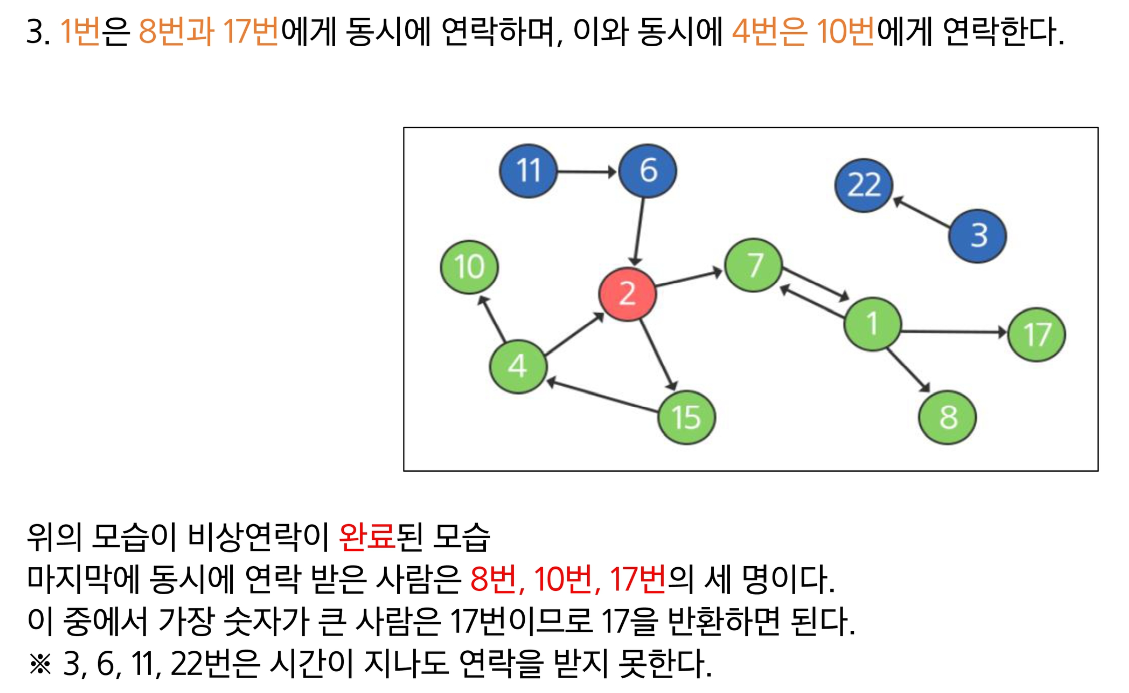 3. 1번은 8번과 17번에게 동시에 연락하며, 이와 동시에 4번은 10번에게 연락한다.
11 6
22
3
10
7
2
1
17
4
15
8
위의 모습이 비상연락이 완료된 모습
마지막에 동시에 연락 받은 사람은 8번, 10번, 17번의 세 명이다.
이 중에서 가장 숫자가 큰 사람은 17번이므로 17을 반환하면 된다.
※ 3, 6, 11, 22번은 시간이 지나도 연락을 받지 못한다.